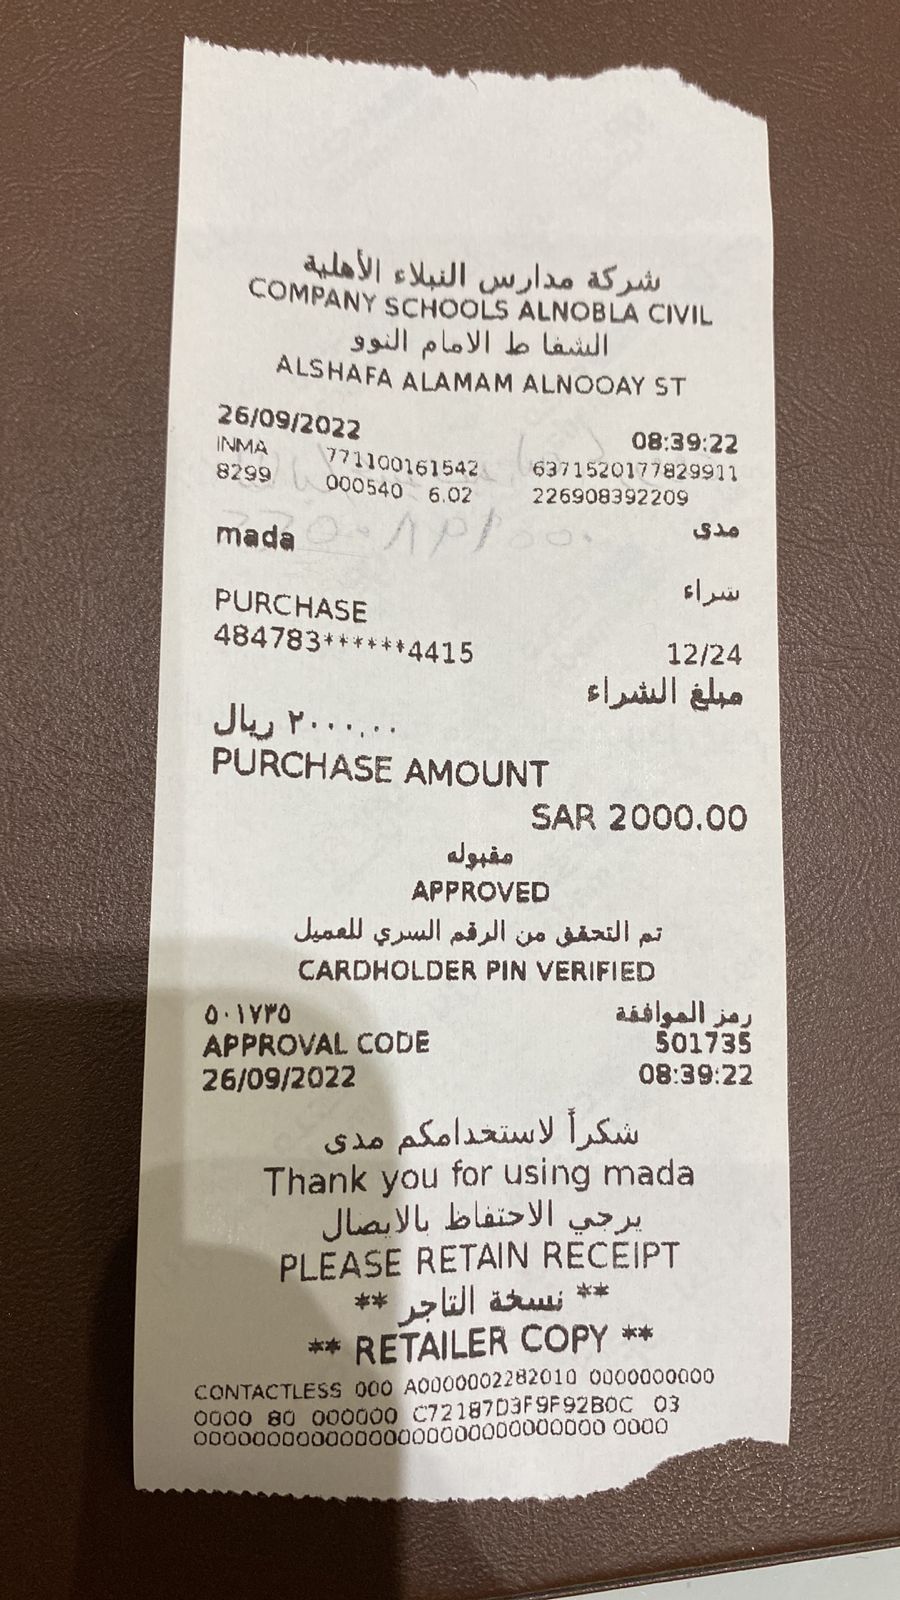 شركة مدارس النبلاء الأهلية
COMPANY SCHOOLS ALNOBLA CIVIL
الشفا ط الامام النوو
ALSHAFA ALAMAM ALNOOAY ST
26/09/2022 08:39:22
INMA 771100161542 6371520177829911
8299 000540 6.02 226908392209
mada مدى
شراء
PURCHASE
484783******4415 12/24
مبلغ الشراء
٢٠٠٠.٠٠ ريال
PURCHASE AMOUNT
SAR 2000.00
مقبوله
APPROVED
تم التحقق من الرقم السري للعميل
CARDHOLDER PIN VERIFIED
رمز الموافقة ٥٠١٧٣٥
APPROVAL CODE 501735
26/09/2022 08:39:22
شكراً لاستخدامكم مدى
Thank you for using mada
يرجي الاحتفاظ بالايصال
PLEASE RETAIN RECEIPT
** نسخة التاجر **
** RETAILER COPY **
CONTACTLESS 000 A0000002282010 0000000000
0000 80 000000 C72187D3F9F92B0C 03